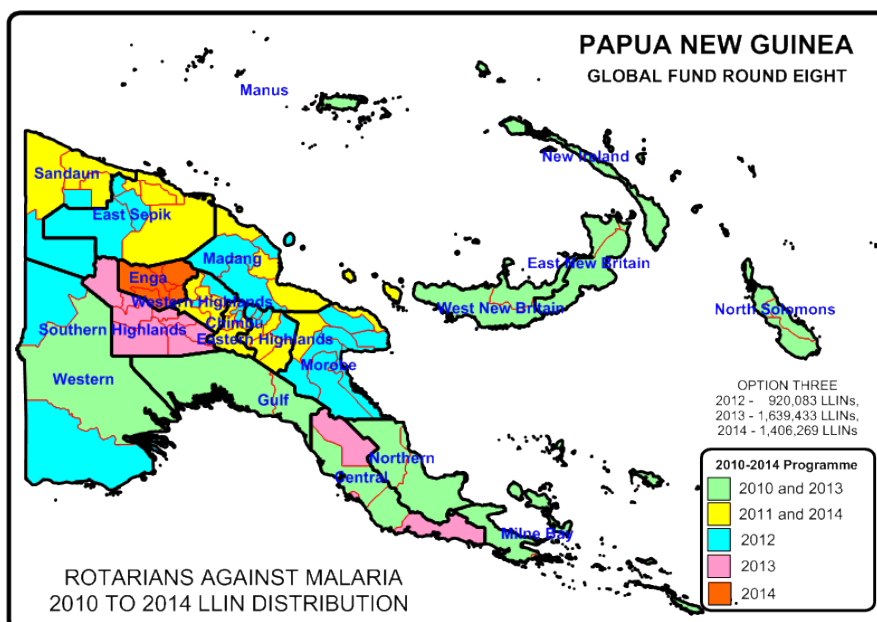 PAPUA NEW GUINEA
GLOBAL FUND ROUND EIGHT
Manus
New Ireland
Sandaun
East Sepik
Madang
East New Britain
Enga
Western Highlands
West New Britain
North Solomons
Chimbu
Southern Highlands
Eastern Highlands
Morobe
Western
Gulf
Northern
Central
Milne Bay
OPTION THREE
2012 - 920,083 LLINs,
2013 - 1,639,433 LLINs,
2014 - 1,406,269 LLINs
2010-2014 Programme
2010 and 2013
2011 and 2014
2012
2013
2014
ROTARIANS AGAINST MALARIA
2010 TO 2014 LLIN DISTRIBUTION